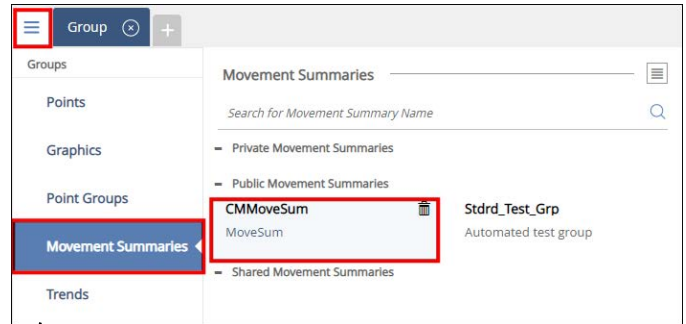 Group
Groups
Points
Graphics
Point Groups
Movement Summaries
Trends
Movement Summaries
Search for Movement Summary Name
Private Movement Summaries
Public Movement Summaries
CMMoveSum
MoveSum
Stdrd_Test_Grp
Automated test group
Shared Movement Summaries